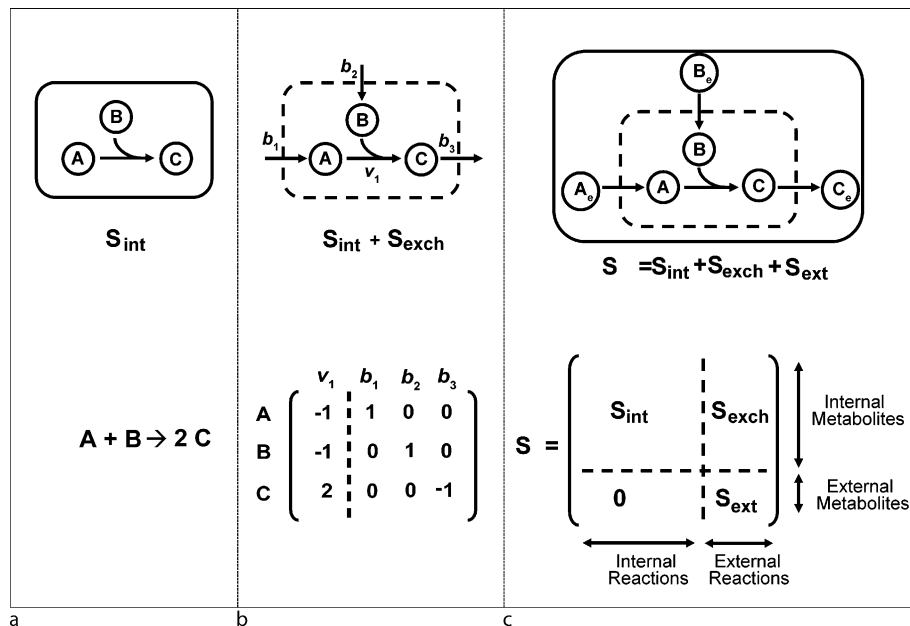 B
A
C
S int
A + B → 2 C
a
b2
B
b1
A
C
b3
v1
S int + S exch
v1 b1 b2 b3
A -1 1 0 0
B -1 0 1 0
C 2 0 0 -1
b
Be
B
Ae
A
C
Ce
S = S int + S exch + S ext
S =
S int
S exch
0
S ext
Internal
Metabolites
External
Metabolites
Internal
Reactions
External
Reactions
c